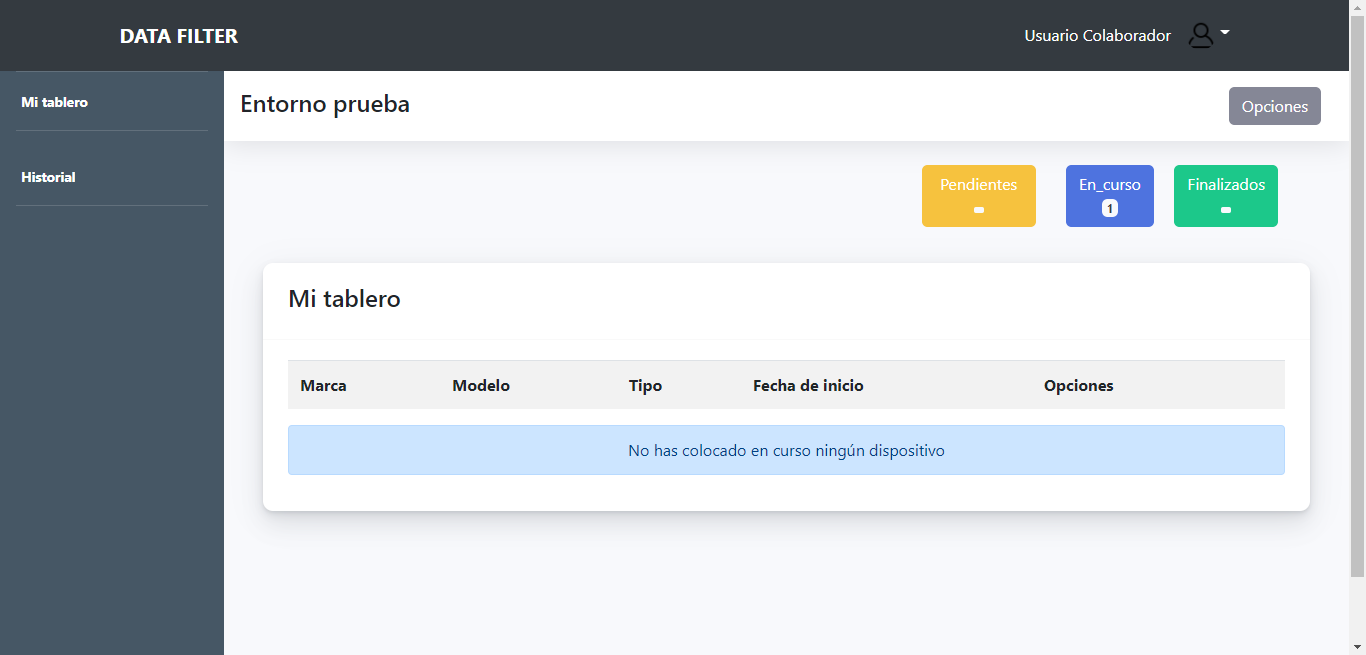 DATA FILTER
Usuario Colaborador
Mi tablero
Historial
Entorno prueba
Opciones
Pendientes
En_curso
1
Finalizados
Mi tablero
Marca Modelo Tipo Fecha de inicio Opciones
No has colocado en curso ningún dispositivo